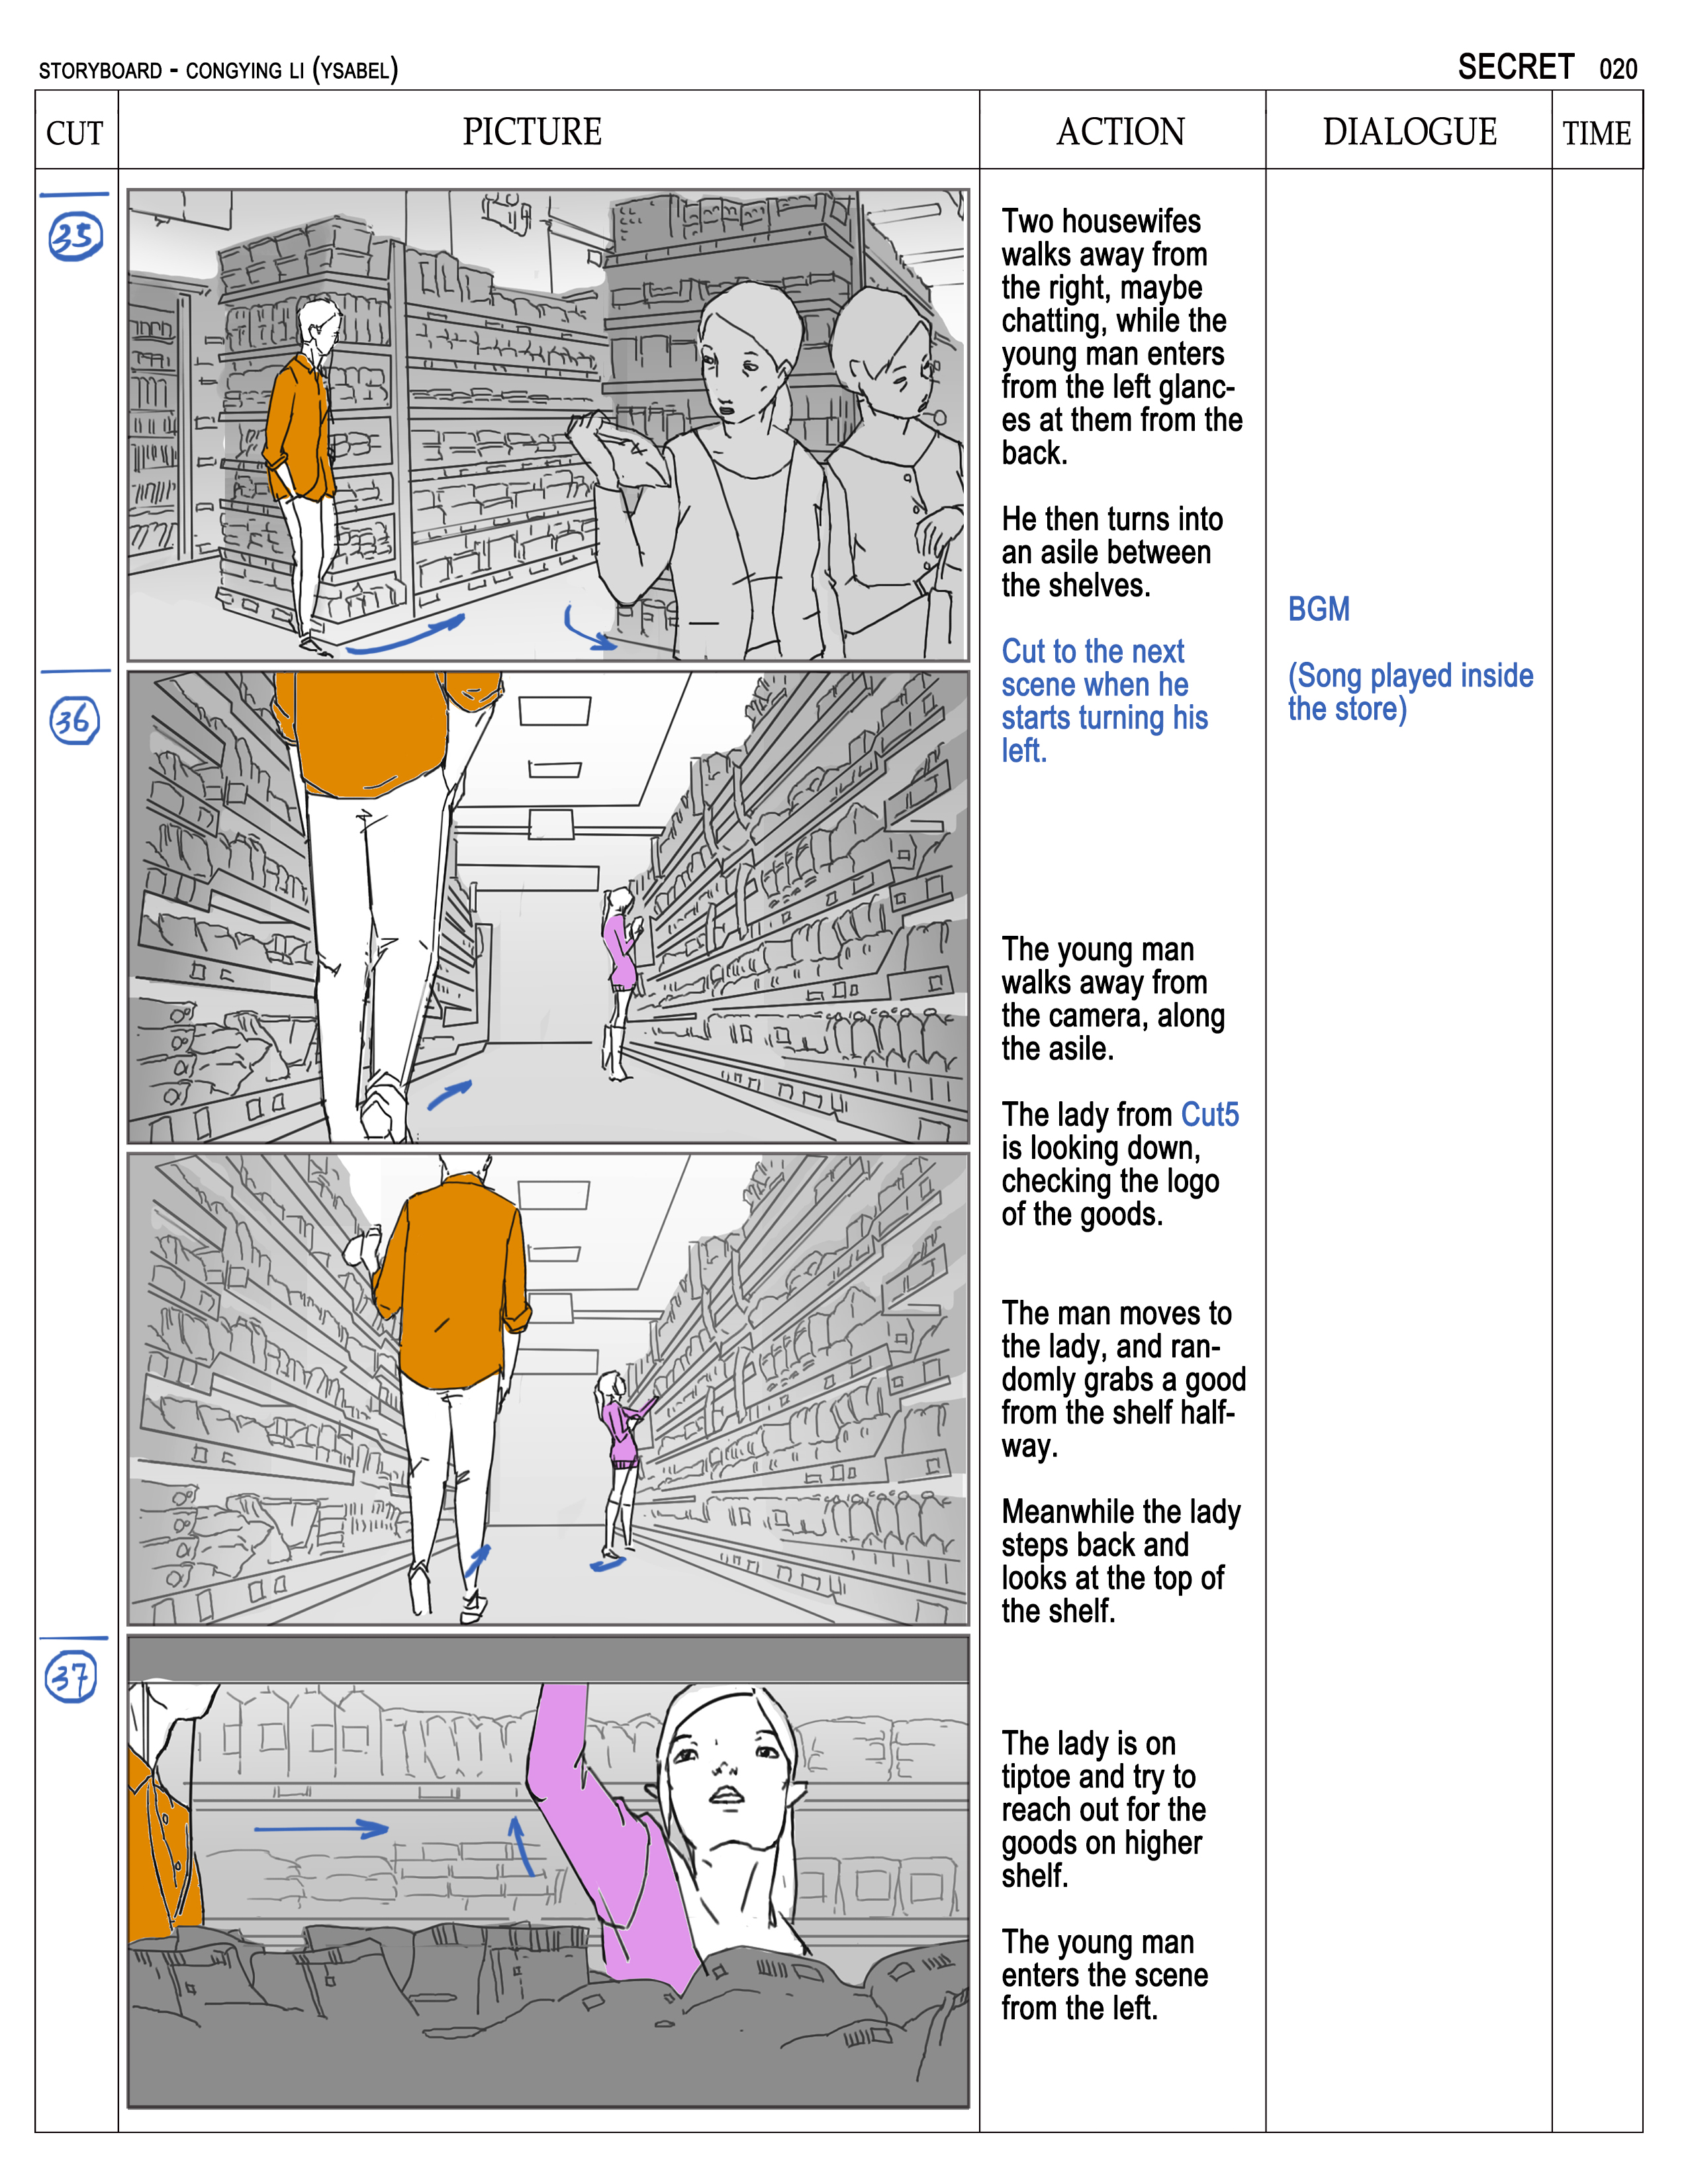 STORYBOARD - CONGYING LI (YSABEL)
SECRET 020
CUT
PICTURE
ACTION
DIALOGUE
TIME
35
Two housewifes
walks away from
the right, maybe
chatting, while the
young man enters
from the left glanc-
es at them from the
back.
He then turns into
an asile between
the shelves.
Cut to the next
scene when he
starts turning his
left.
BGM
(Song played inside
the store)
36
The young man
walks away from
the camera, along
the asile.
The lady from Cut5
is looking down,
checking the logo
of the goods.
The man moves to
the lady, and ran-
domly grabs a good
from the shelf half-
way.
Meanwhile the lady
steps back and
looks at the top of
the shelf.
37
The lady is on
tiptoe and try to
reach out for the
goods on higher
shelf.
The young man
enters the scene
from the left.